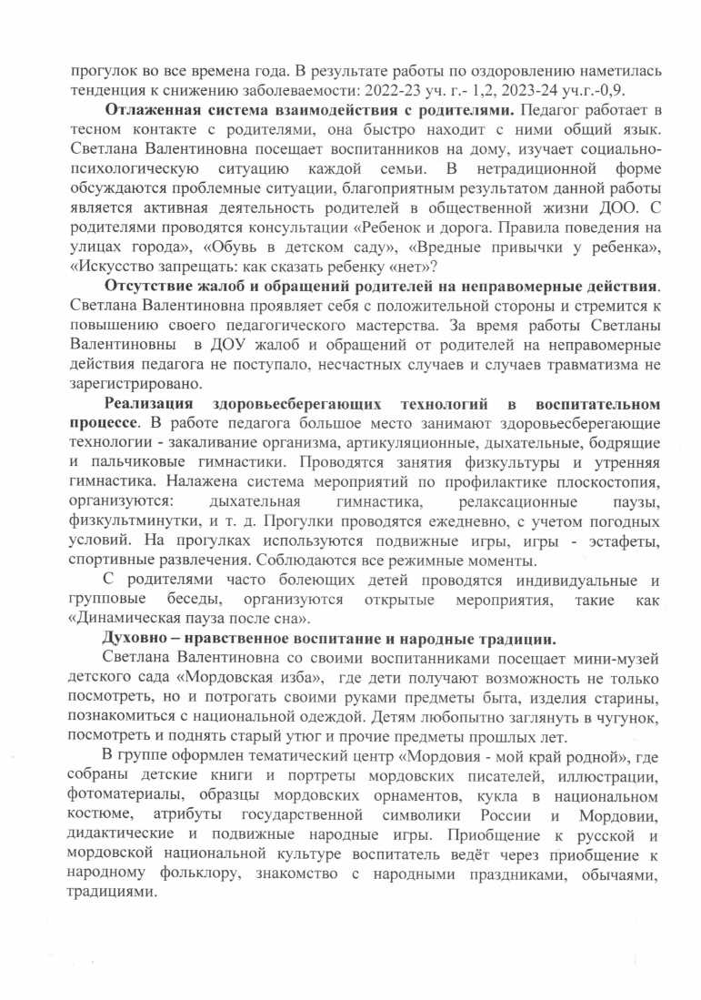 прогулок во все времена года. В результате работы по оздоровлению наметилась
тенденция к снижению заболеваемости: 2022-23 уч. г.- 1,2, 2023-24 уч.г.-0,9.
Отлаженная система взаимодействия с родителями. Педагог работает в
тесном контакте с родителями, она быстро находит с ними общий язык.
Светлана Валентиновна посещает воспитанников на дому, изучает социально-
психологическую ситуацию каждой семьи. В нетрадиционной форме
обсуждаются проблемные ситуации, благоприятным результатом данной работы
является активная деятельность родителей в общественной жизни ДОО. С
родителями проводятся консультации «Ребенок и дорога. Правила поведения на
улицах города», «Обувь в детском саду», «Вредные привычки у ребенка»,
«Искусство запрещать: как сказать ребенку «нет»?
Отсутствие жалоб и обращений родителей на неправомерные действия.
Светлана Валентиновна проявляет себя с положительной стороны и стремится к
повышению своего педагогического мастерства. За время работы Светланы
Валентиновны в ДОУ жалоб и обращений от родителей на неправомерные
действия педагога не поступало, несчастных случаев и случаев травматизма не
зарегистрировано.
Реализация здоровьесберегающих технологий в воспитательном
процессе. В работе педагога большое место занимают здоровьесберегающие
технологии - закаливание организма, артикуляционные, дыхательные, бодрящие
и пальчиковые гимнастики. Проводятся занятия физкультуры и утренняя
гимнастика. Налажена система мероприятий по профилактике плоскостопия,
организуются: дыхательная гимнастика, релаксационные паузы,
физкультминутки, и т. д. Прогулки проводятся ежедневно, с учетом погодных
условий. На прогулках используются подвижные игры, игры - эстафеты,
спортивные развлечения. Соблюдаются все режимные моменты.
С родителями часто болеющих детей проводятся индивидуальные и
групповые беседы, организуются открытые мероприятия, такие как
«Динамическая пауза после сна».
Духовно – нравственное воспитание и народные традиции.
Светлана Валентиновна со своими воспитанниками посещает мини-музей
детского сада «Мордовская изба», где дети получают возможность не только
посмотреть, но и потрогать своими руками предметы быта, изделия старины,
познакомиться с национальной одеждой. Детям любопытно заглянуть в чугунок,
посмотреть и поднять старый утюг и прочие предметы прошлых лет.
В группе оформлен тематический центр «Мордовия - мой край родной», где
собраны детские книги и портреты мордовских писателей, иллюстрации,
фотоматериалы, образцы мордовских орнаментов, кукла в национальном
костюме, атрибуты государственной символики России и Мордовии,
дидактические и подвижные народные игры. Приобщение к русской и
мордовской национальной культуре воспитатель ведёт через приобщение к
народному фольклору, знакомство с народными праздниками, обычаями,
традициями.